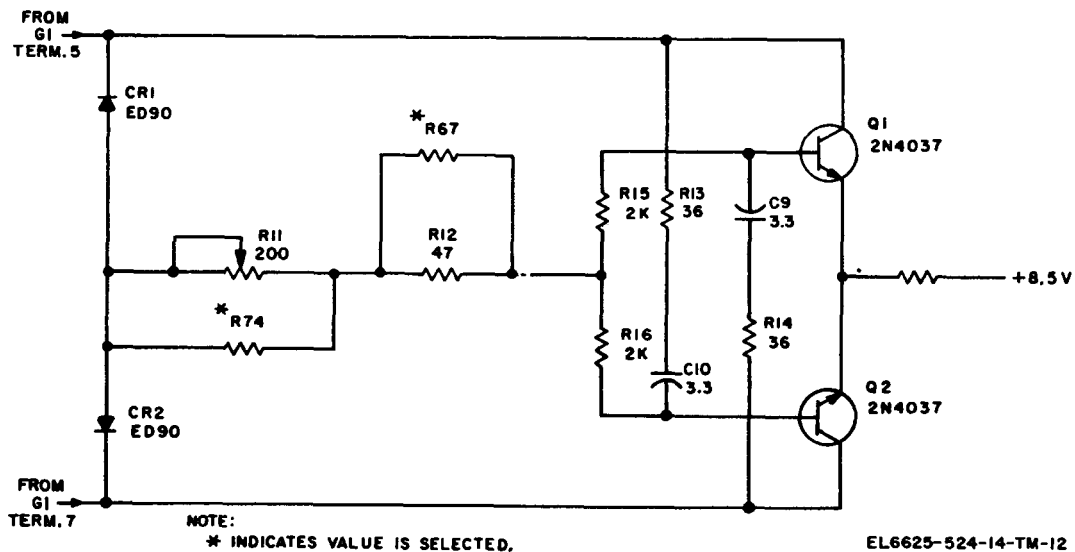 FROM
G1
TERM.5
CR1
ED90
*R67
Q1
2N4037
R15
2K
R13
36
C9
3.3
R11
200
R12
47
+8.5V
*R74
R16
2K
R14
36
C10
3.3
Q2
2N4037
CR2
ED90
FROM
G1
TERM.7
NOTE:
* INDICATES VALUE IS SELECTED.
EL6625-524-14-TM-12